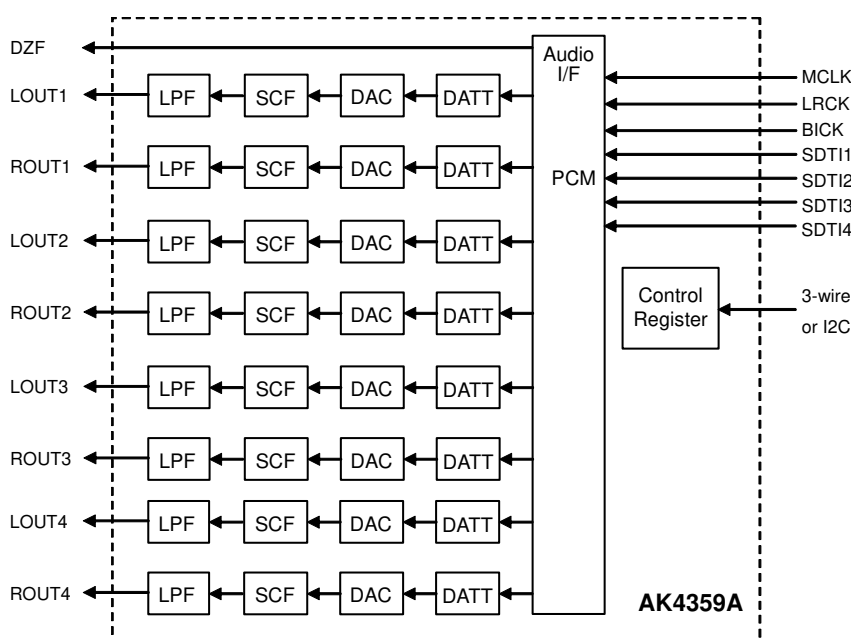 DZF
Audio
I/F
MCLK
LOUT1
LPF SCF DAC DATT
LRCK
BICK
SDTI1
ROUT1
LPF SCF DAC DATT
PCM
SDTI2
SDTI3
SDTI4
LOUT2
LPF SCF DAC DATT
Control
Register
3-wire
or I2C
ROUT2
LPF SCF DAC DATT
LOUT3
LPF SCF DAC DATT
ROUT3
LPF SCF DAC DATT
LOUT4
LPF SCF DAC DATT
ROUT4
LPF SCF DAC DATT
AK4359A